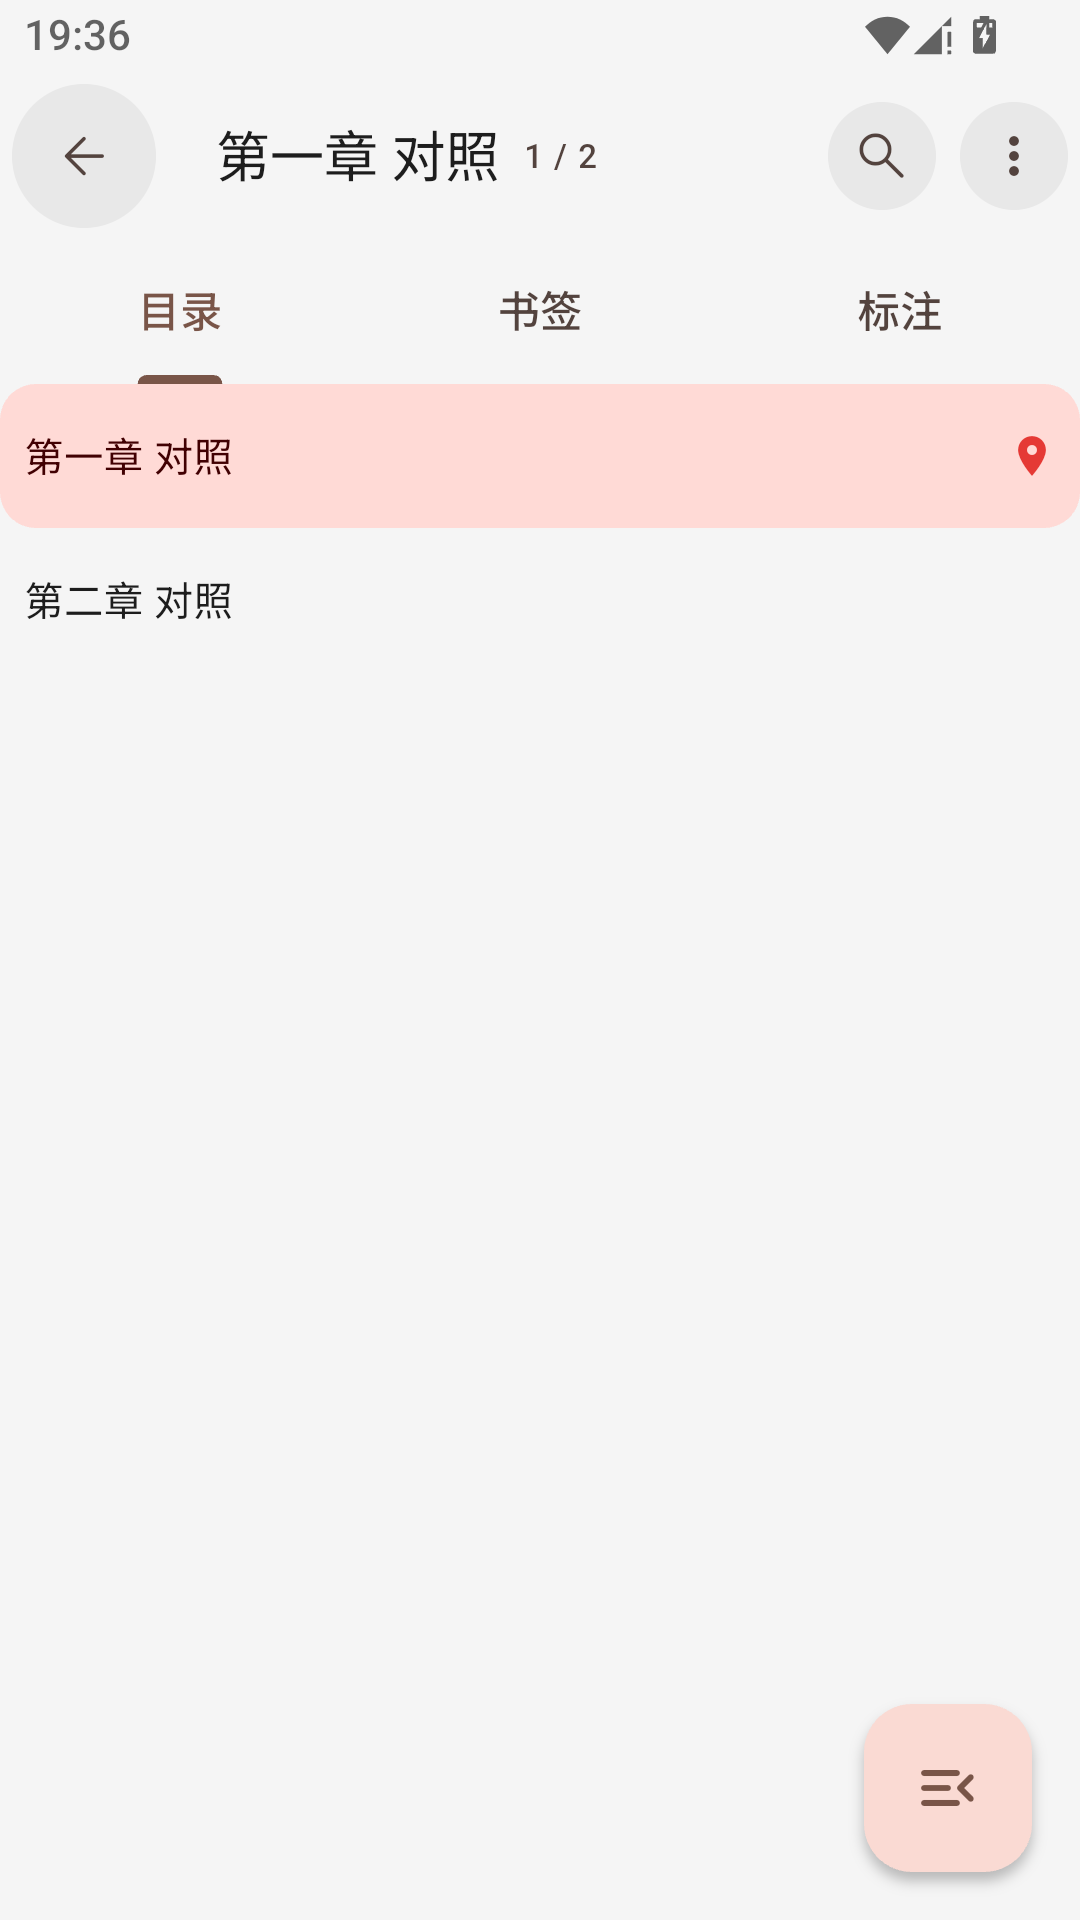 19:36
第一章 对照 1 / 2
目录 书签 标注
第一章 对照
第二章 对照